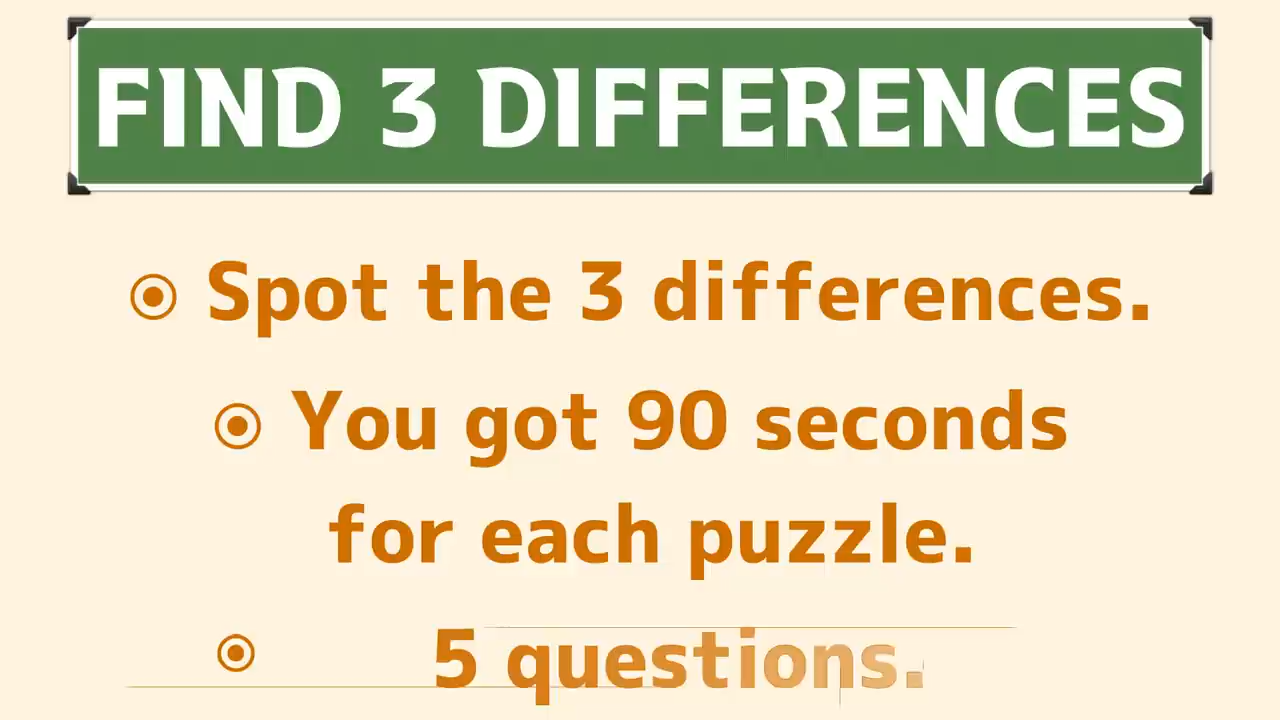 FIND 3 DIFFERENCES
◉ Spot the 3 differences.
◉ You got 90 seconds
for each puzzle.
◉ 5 questions.